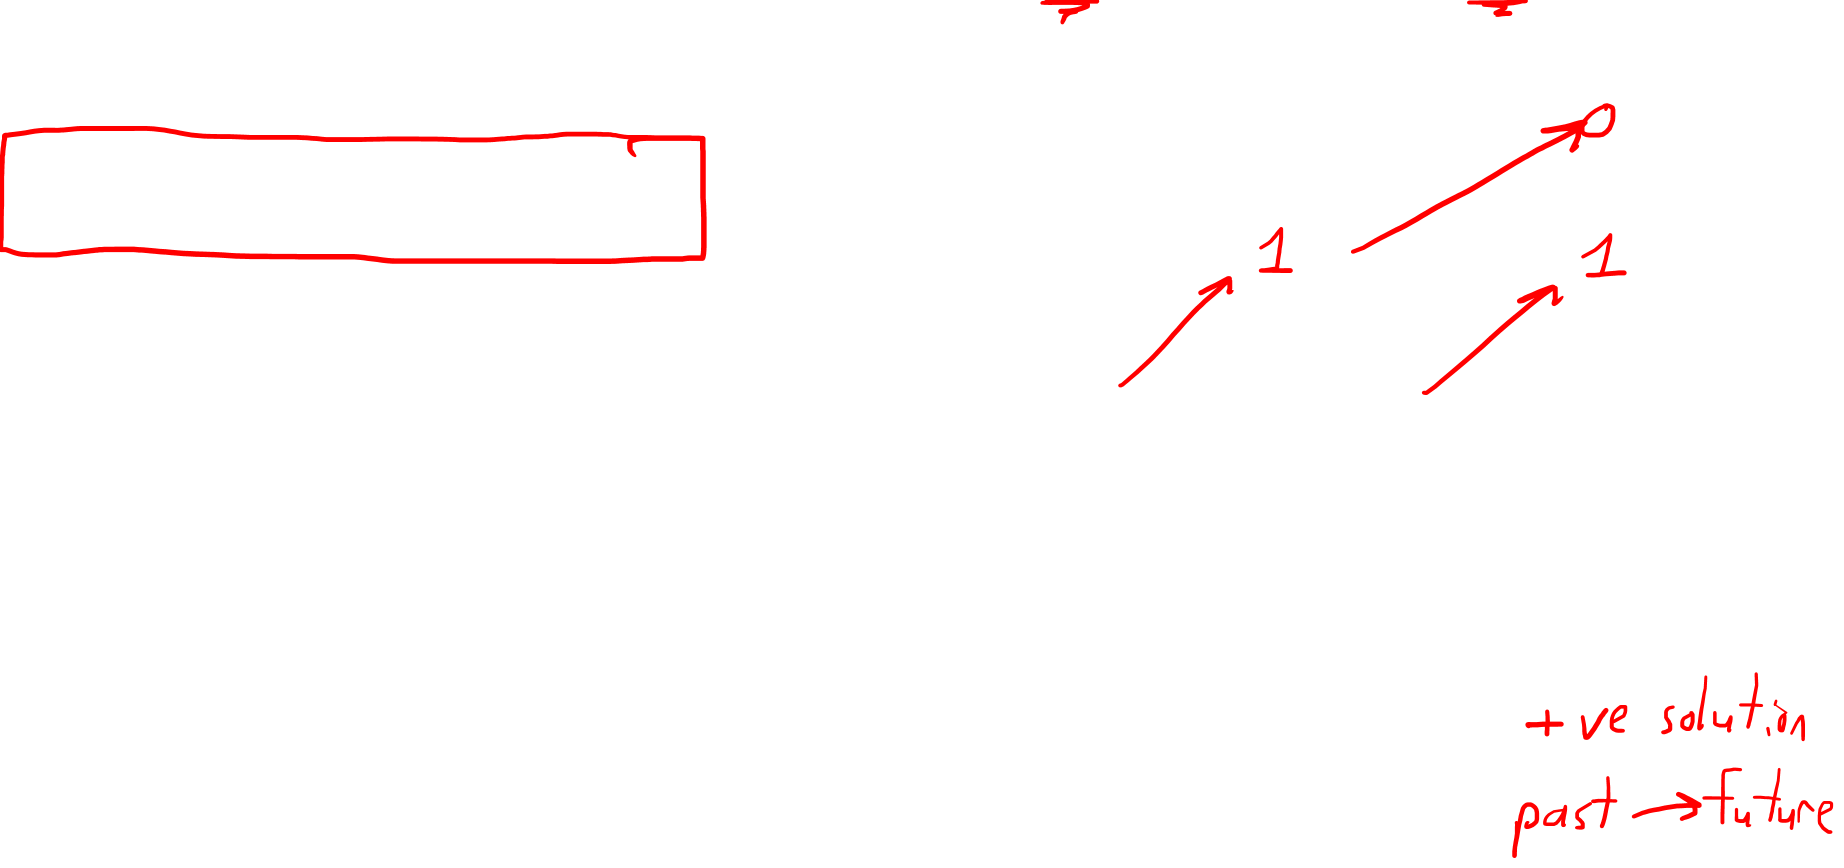 0
1
1
+ve solution
past → future